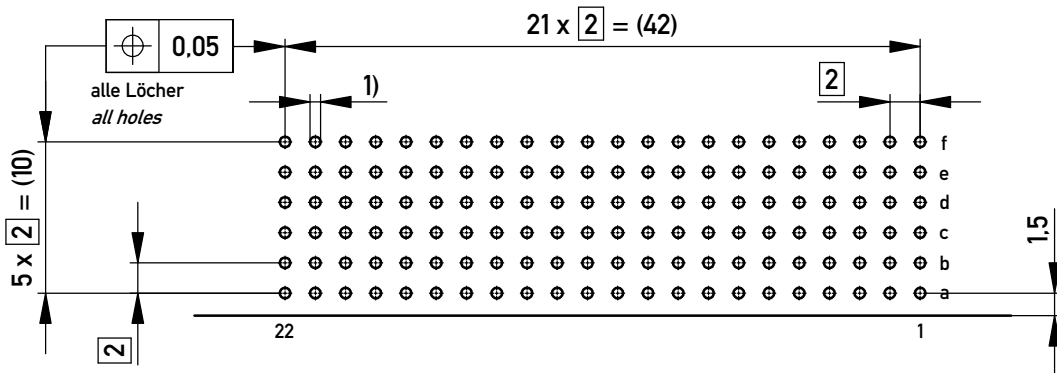 21 x 2 = (42)
⌖ 0,05
alle Löcher
all holes
1)
2
f
e
d
c
b
a
5 x 2 = (10)
2
1,5
22
1